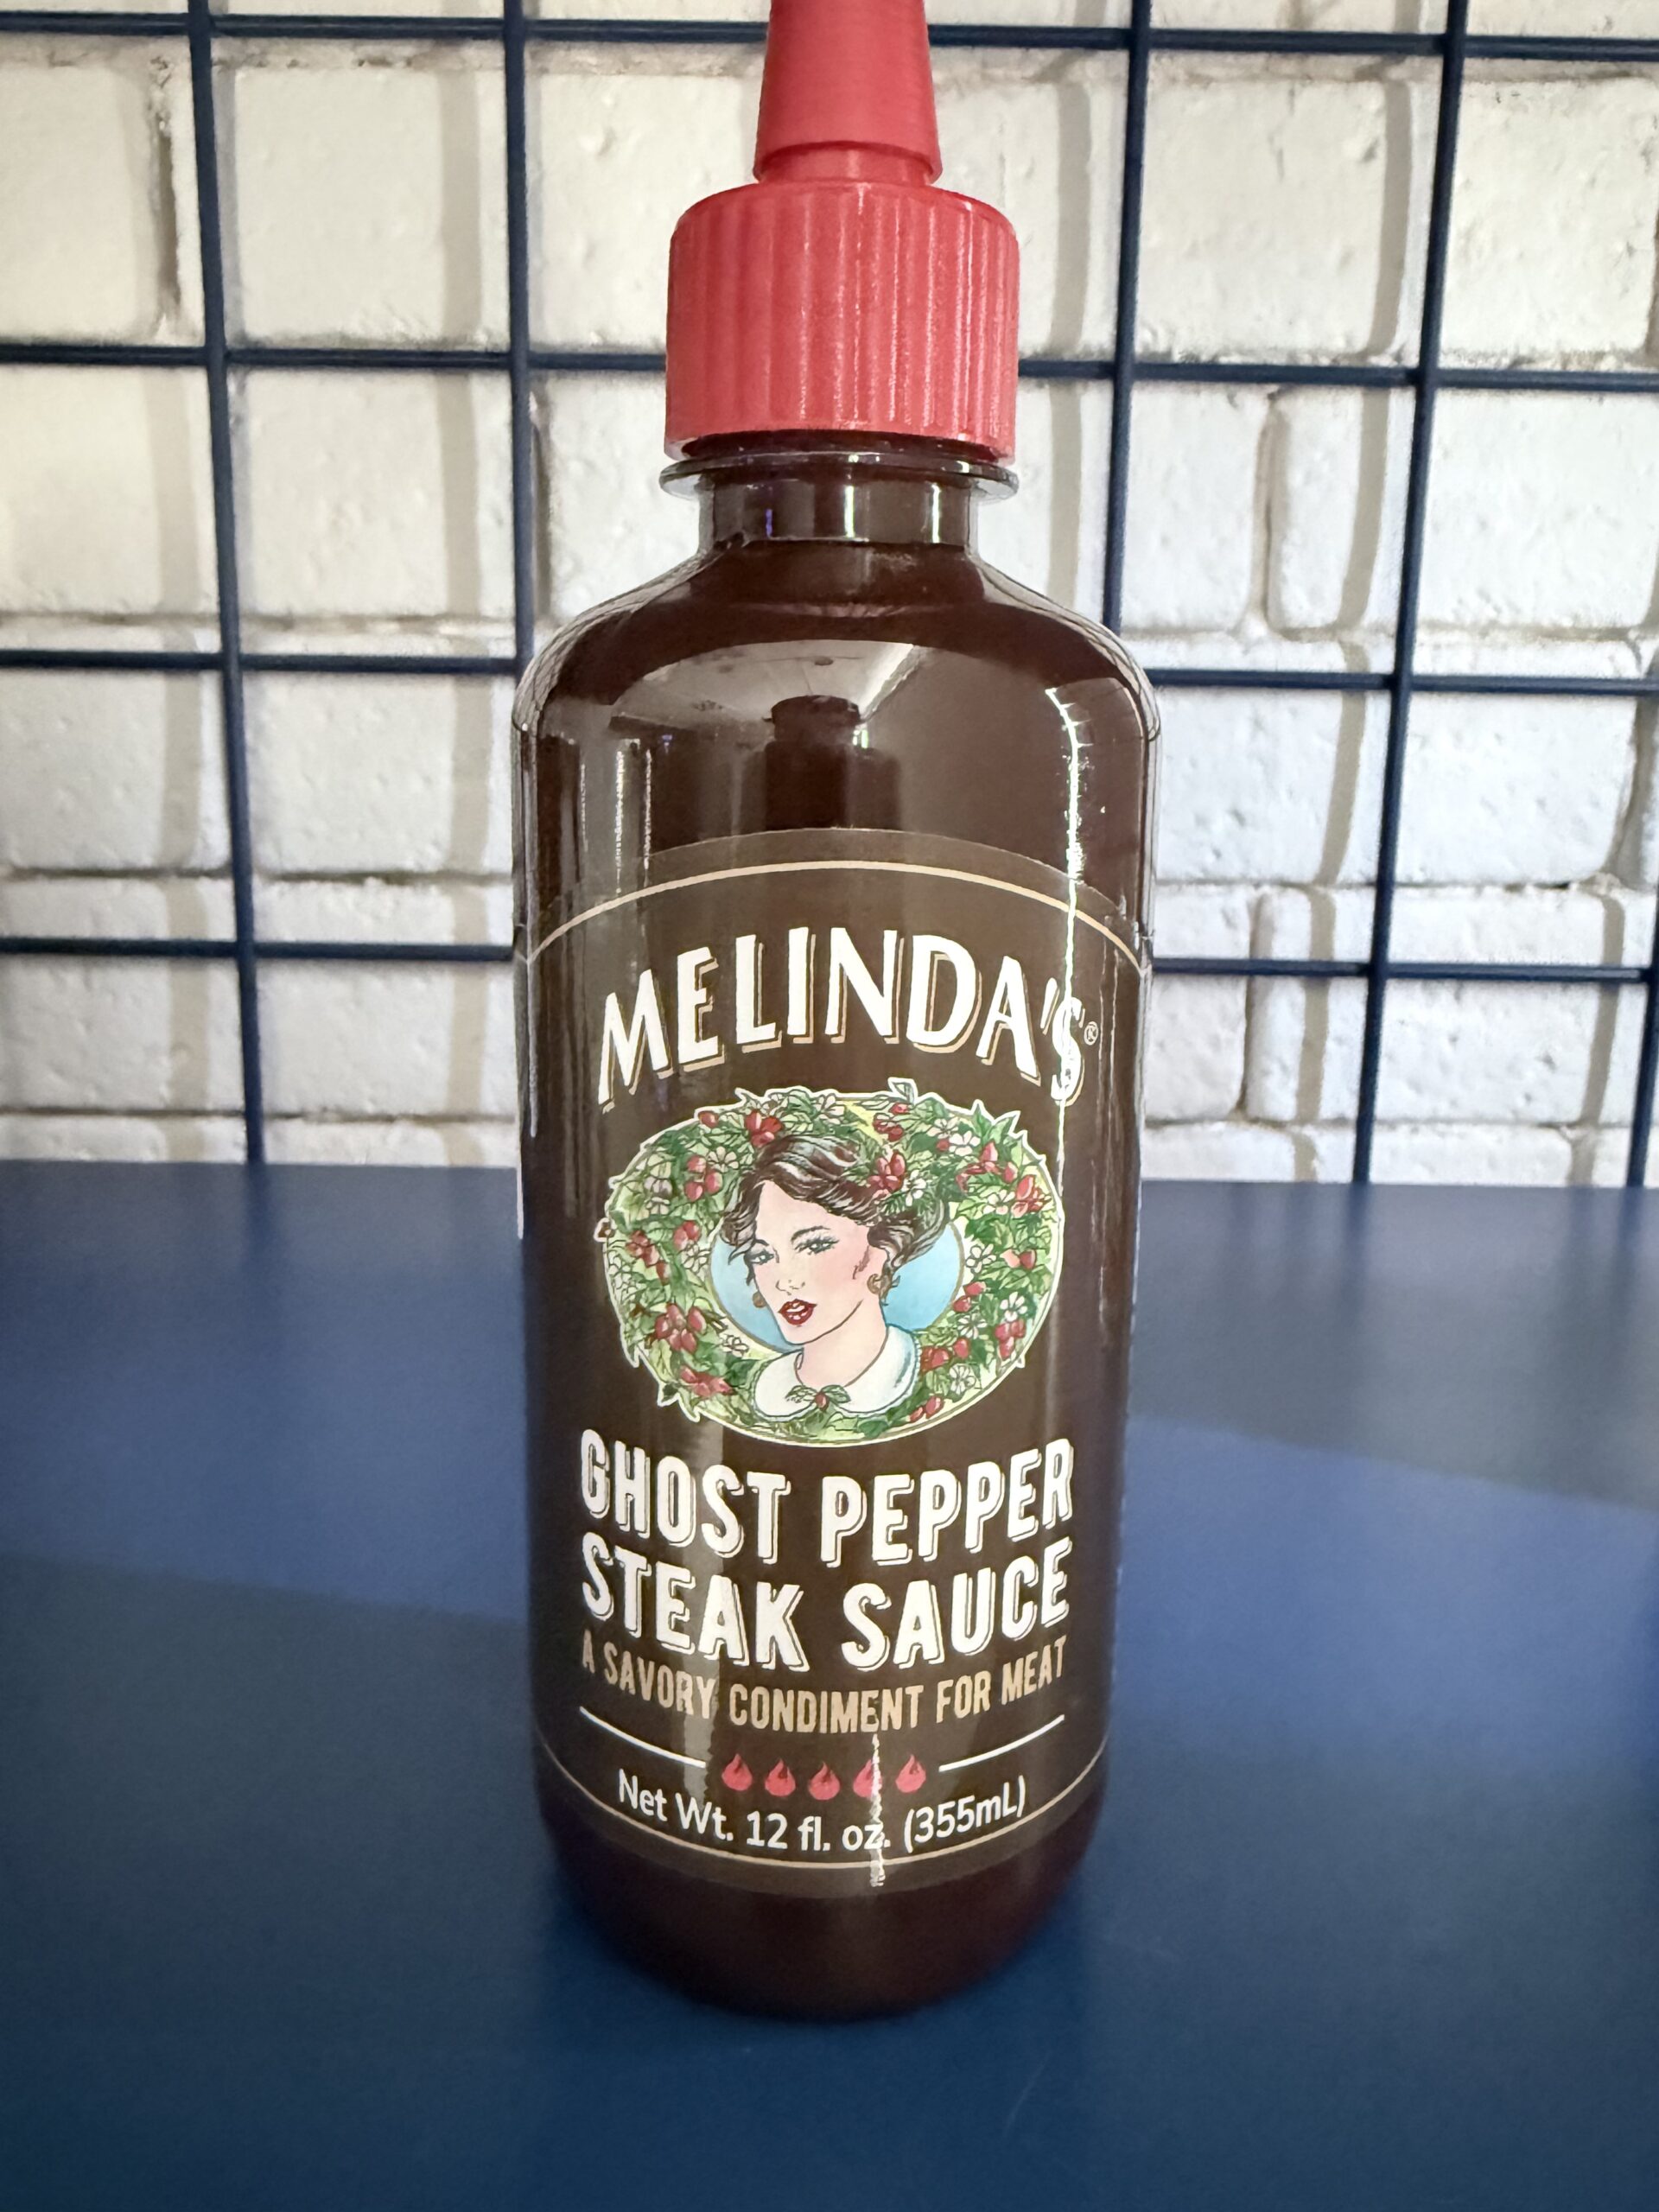 MELINDA'S®
GHOST PEPPER
STEAK SAUCE
A SAVORY CONDIMENT FOR MEAT
Net Wt. 12 fl. oz. (355mL)